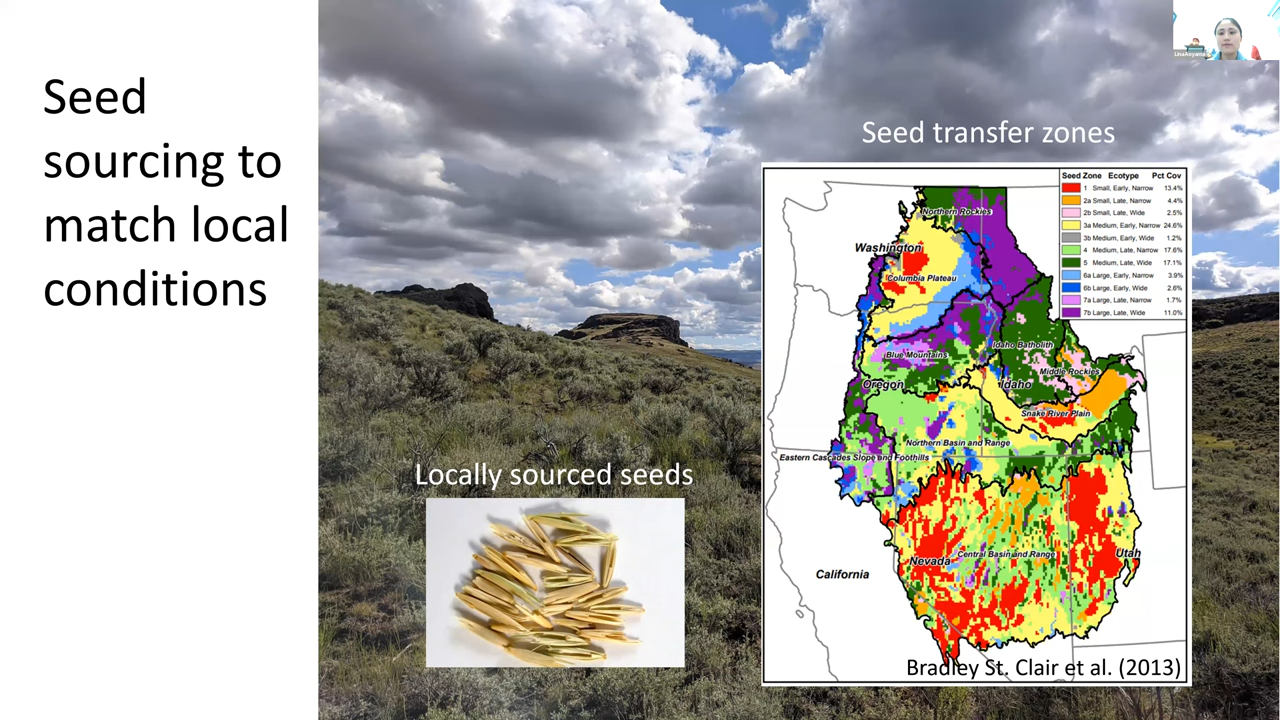 Seed
sourcing to
match local
conditions
LinaAoyama
Seed transfer zones
Seed Zone Ecotype Pct Cov
1 Small, Early, Narrow 13.4%
2a Small, Late, Narrow 4.4%
2b Small, Late, Wide 2.5%
3a Medium, Early, Narrow 24.6%
3b Medium, Early, Wide 1.2%
4 Medium, Late, Narrow 17.6%
5 Medium, Late, Wide 17.1%
6a Large, Early, Narrow 3.9%
6b Large, Early, Wide 2.6%
7a Large, Late, Narrow 1.7%
7b Large, Late, Wide 11.0%
Northern Rockies
Washington
Columbia Plateau
Idaho Batholith
Blue Mountains
Middle Rockies
Oregon
Idaho
Snake River Plain
Northern Basin and Range
Eastern Cascades Slope and Foothills
Central Basin and Range
Utah
Nevada
California
Bradley St. Clair et al. (2013)
Locally sourced seeds